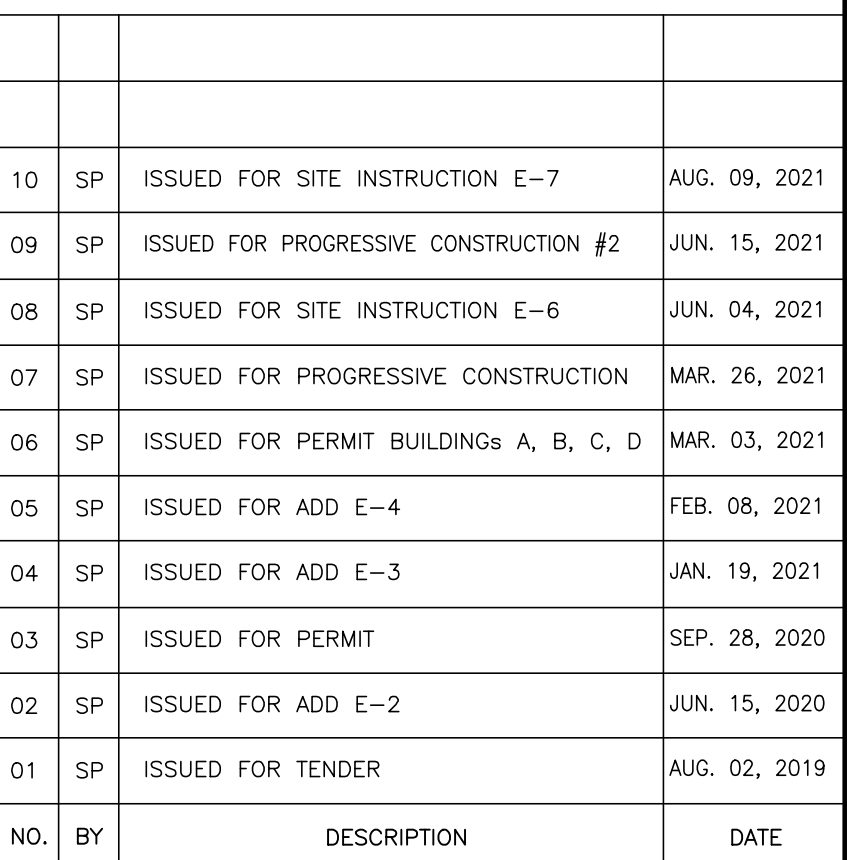 10 SP ISSUED FOR SITE INSTRUCTION E-7 AUG. 09, 2021
09 SP ISSUED FOR PROGRESSIVE CONSTRUCTION #2 JUN. 15, 2021
08 SP ISSUED FOR SITE INSTRUCTION E-6 JUN. 04, 2021
07 SP ISSUED FOR PROGRESSIVE CONSTRUCTION MAR. 26, 2021
06 SP ISSUED FOR PERMIT BUILDINGs A, B, C, D MAR. 03, 2021
05 SP ISSUED FOR ADD E-4 FEB. 08, 2021
04 SP ISSUED FOR ADD E-3 JAN. 19, 2021
03 SP ISSUED FOR PERMIT SEP. 28, 2020
02 SP ISSUED FOR ADD E-2 JUN. 15, 2020
01 SP ISSUED FOR TENDER AUG. 02, 2019
NO. BY DESCRIPTION DATE